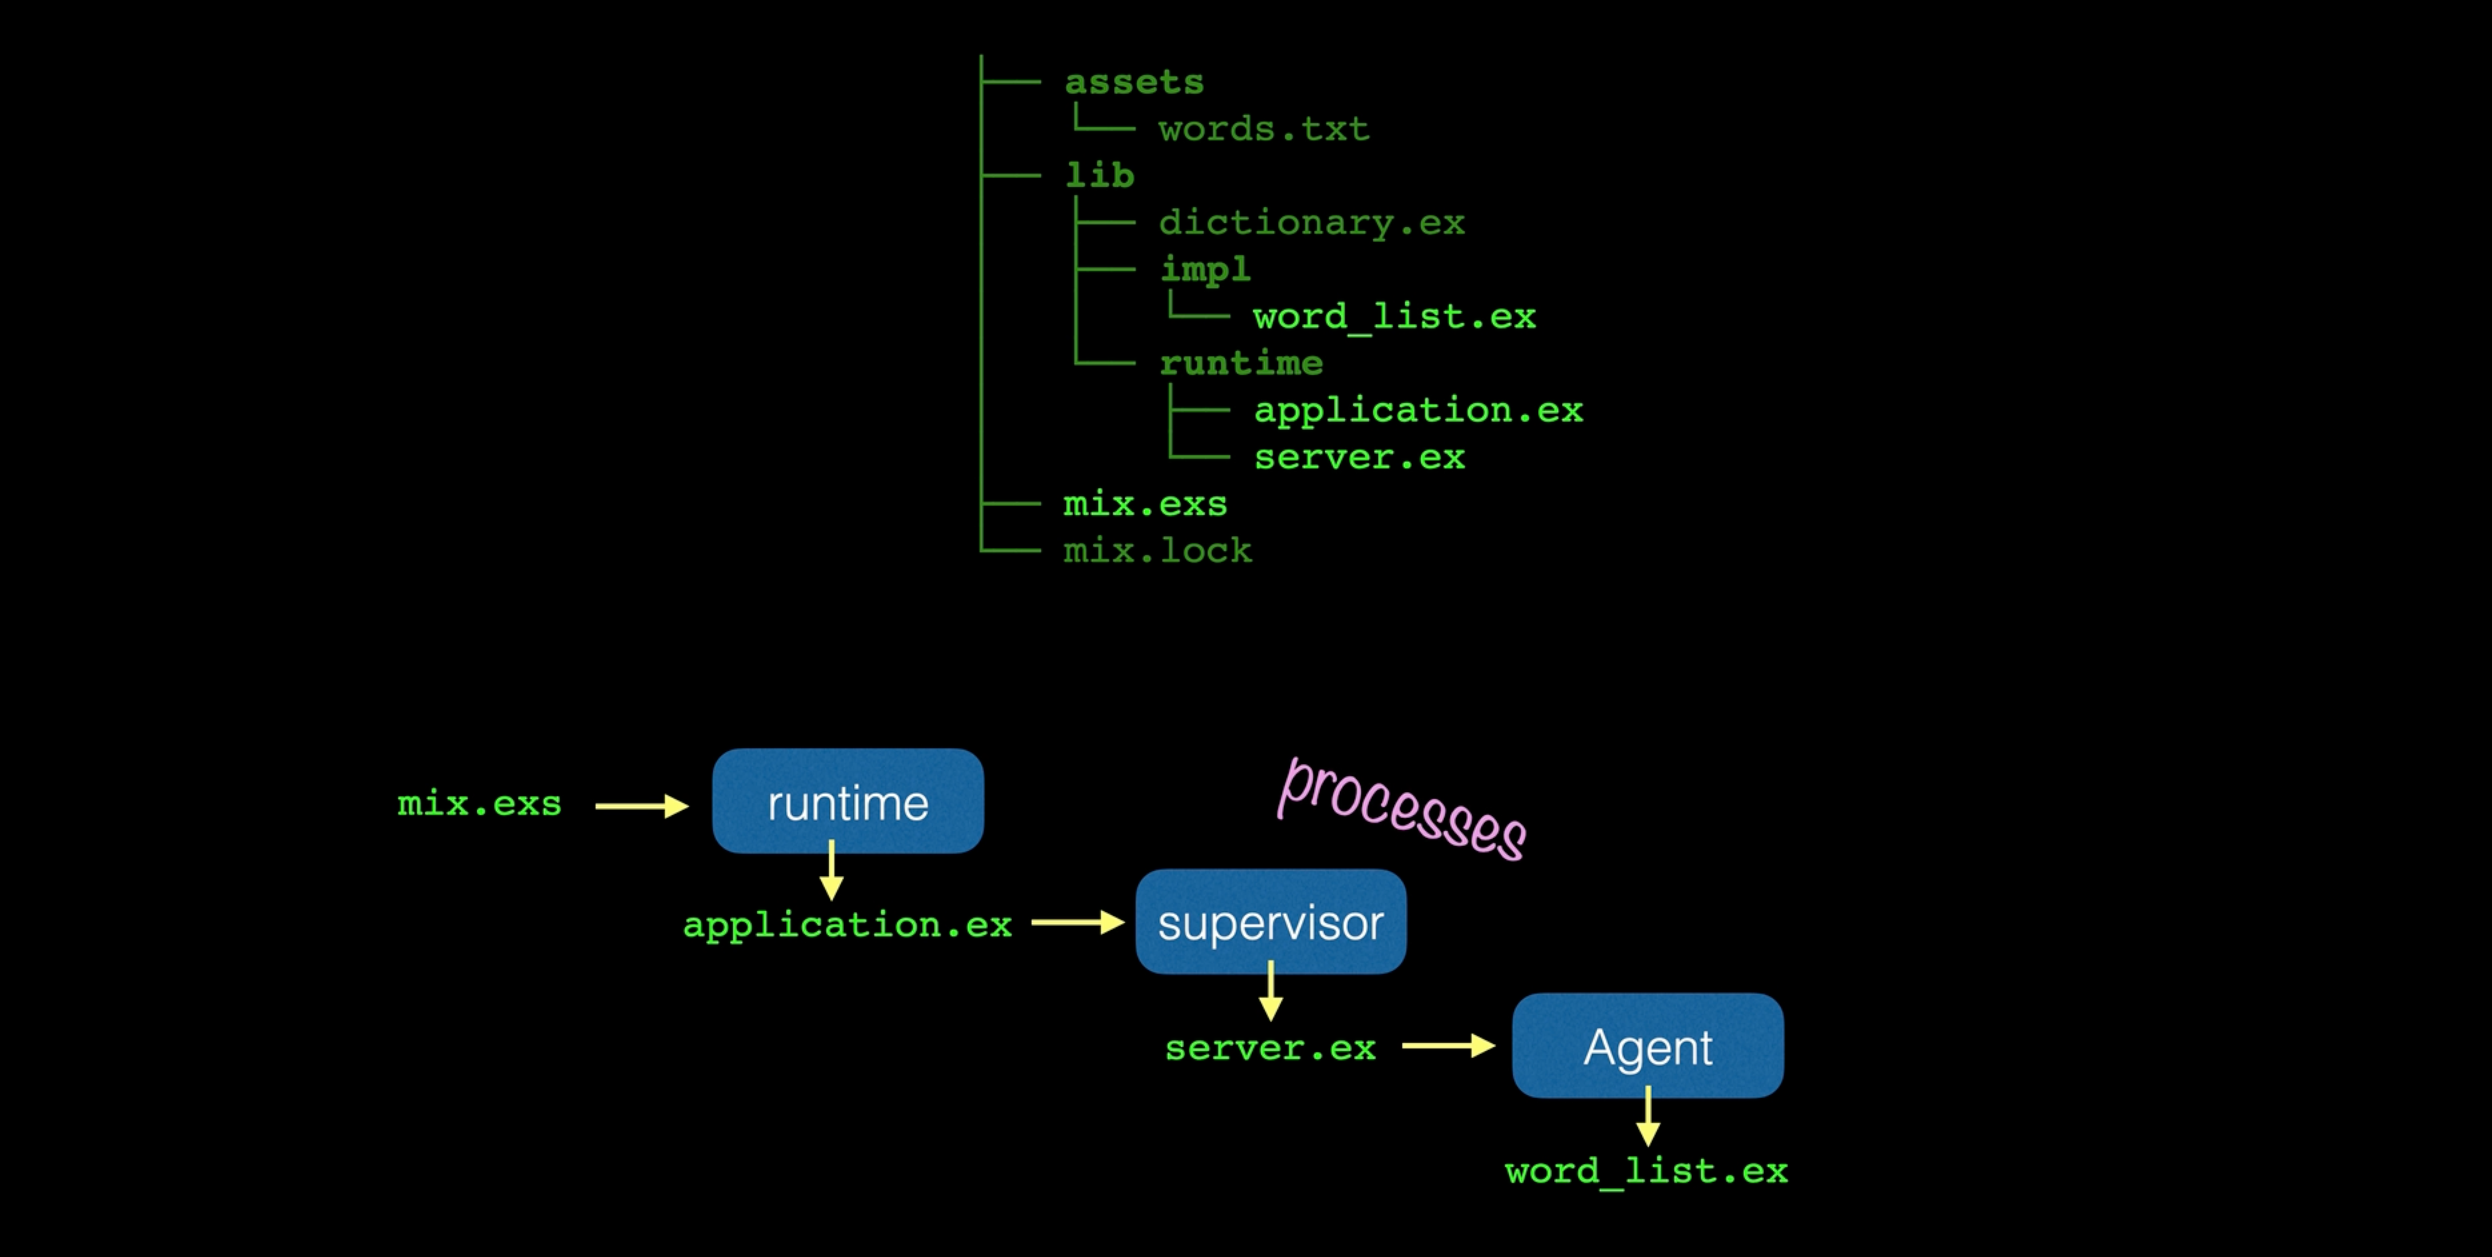 assets
words.txt
lib
dictionary.ex
impl
word_list.ex
runtime
application.ex
server.ex
mix.exs
mix.lock
mix.exs
runtime
processes
application.ex
supervisor
server.ex
Agent
word_list.ex